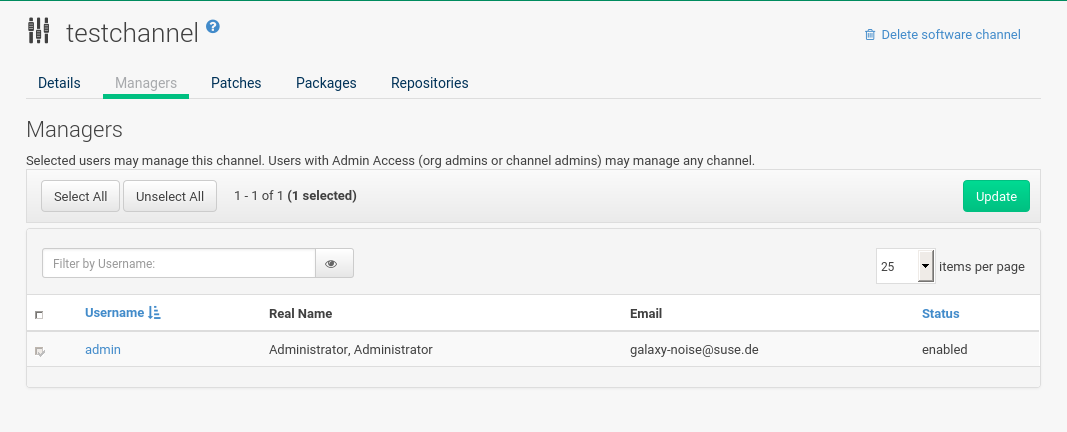 testchannel
Delete software channel
Details Managers Patches Packages Repositories
Managers
Selected users may manage this channel. Users with Admin Access (org admins or channel admins) may manage any channel.
Select All Unselect All 1 - 1 of 1 (1 selected) Update
Filter by Username: 25 items per page
Username Real Name Email Status
admin Administrator, Administrator galaxy-noise@suse.de enabled